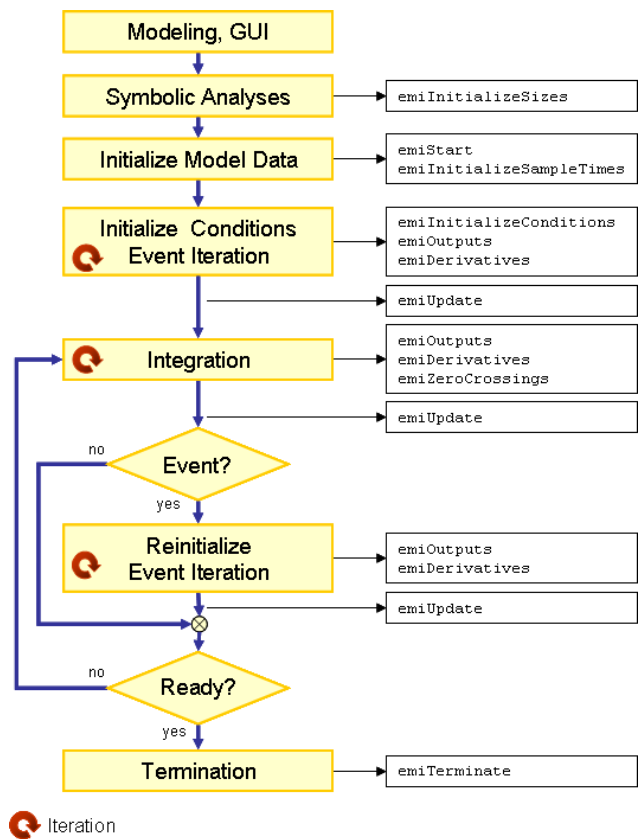 Modeling, GUI
Symbolic Analyses
emiInitializeSizes
Initialize Model Data
emiStart
emiInitializeSampleTimes
Initialize Conditions
Event Iteration
emiInitializeConditions
emiOutputs
emiDerivatives
emiUpdate
Integration
emiOutputs
emiDerivatives
emiZeroCrossings
emiUpdate
no
Event?
yes
Reinitialize
Event Iteration
emiOutputs
emiDerivatives
emiUpdate
no
Ready?
yes
Termination
emiTerminate
Iteration